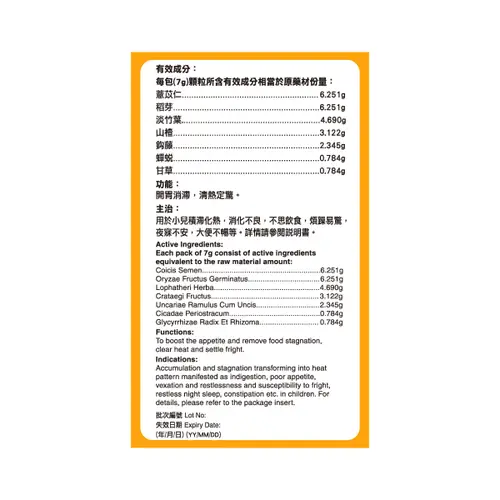 有效成分：
每包(7g)顆粒所含有效成分相當於原藥材份量：
薏苡仁........................................6.251g
稻芽........................................6.251g
淡竹葉........................................4.690g
山楂........................................3.122g
鈎藤........................................2.345g
蟬蛻........................................0.784g
甘草........................................0.784g
功能：
開胃消滯，清熱定驚。
主治：
用於小兒積滯化熱，消化不良，不思飲食，煩躁易驚，
夜寐不安，大便不暢等。詳情請參閱說明書。
Active Ingredients:
Each pack of 7g consist of active ingredients
equivalent to the raw material amount:
Coicis Semen........................................6.251g
Oryzae Fructus Germinatus........................................6.251g
Lophatheri Herba........................................4.690g
Crataegi Fructus........................................3.122g
Uncariae Ramulus Cum Uncis........................................2.345g
Cicadae Periostracum........................................0.784g
Glycyrrhizae Radix Et Rhizoma........................................0.784g
Functions:
To boost the appetite and remove food stagnation,
clear heat and settle fright.
Indications:
Accumulation and stagnation transforming into heat
pattern manifested as indigestion, poor appetite,
vexation and restlessness and susceptibility to fright,
restless night sleep, constipation etc. in children. For
details, please refer to the package insert.
批次編號 Lot No:
失效日期 Expiry Date:
(年/月/日) (YY/MM/DD)